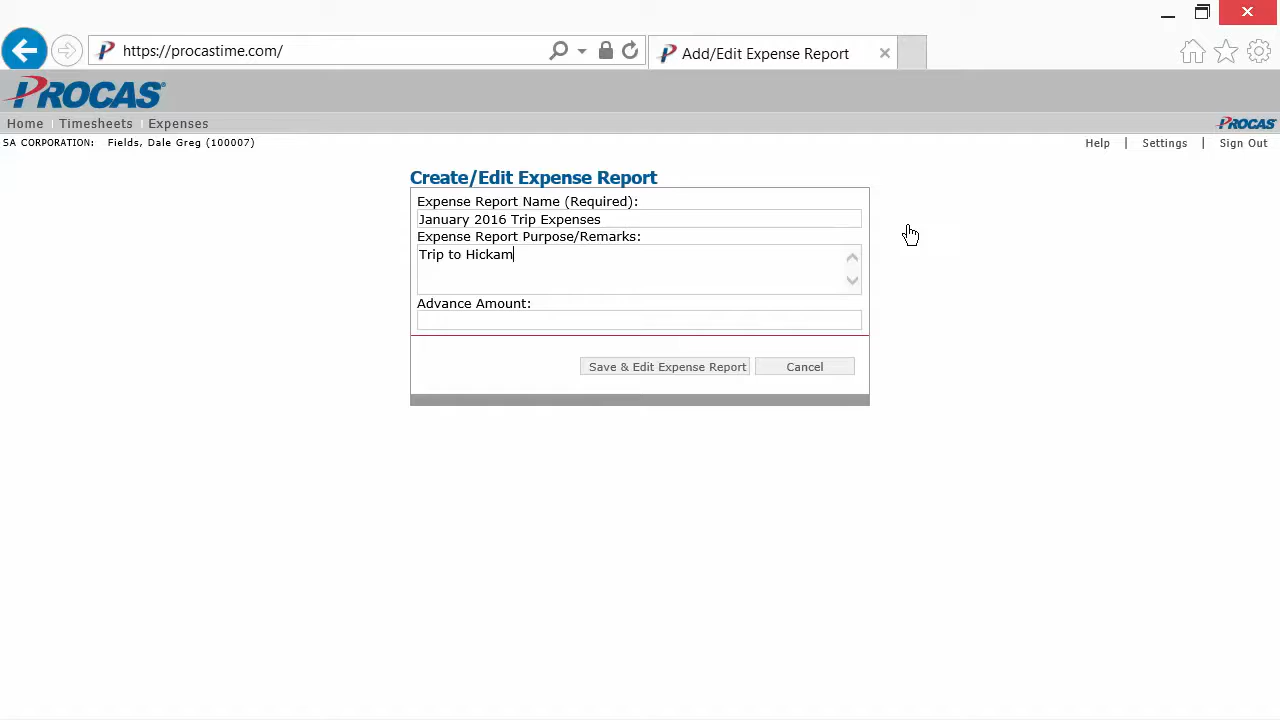 https://procastime.com/
Add/Edit Expense Report
PROCAS
Home Timesheets Expenses
PROCAS
SA CORPORATION: Fields, Dale Greg (100007)
Help | Settings | Sign Out
Create/Edit Expense Report
Expense Report Name (Required):
January 2016 Trip Expenses
Expense Report Purpose/Remarks:
Trip to Hickam
Advance Amount:
Save & Edit Expense Report
Cancel